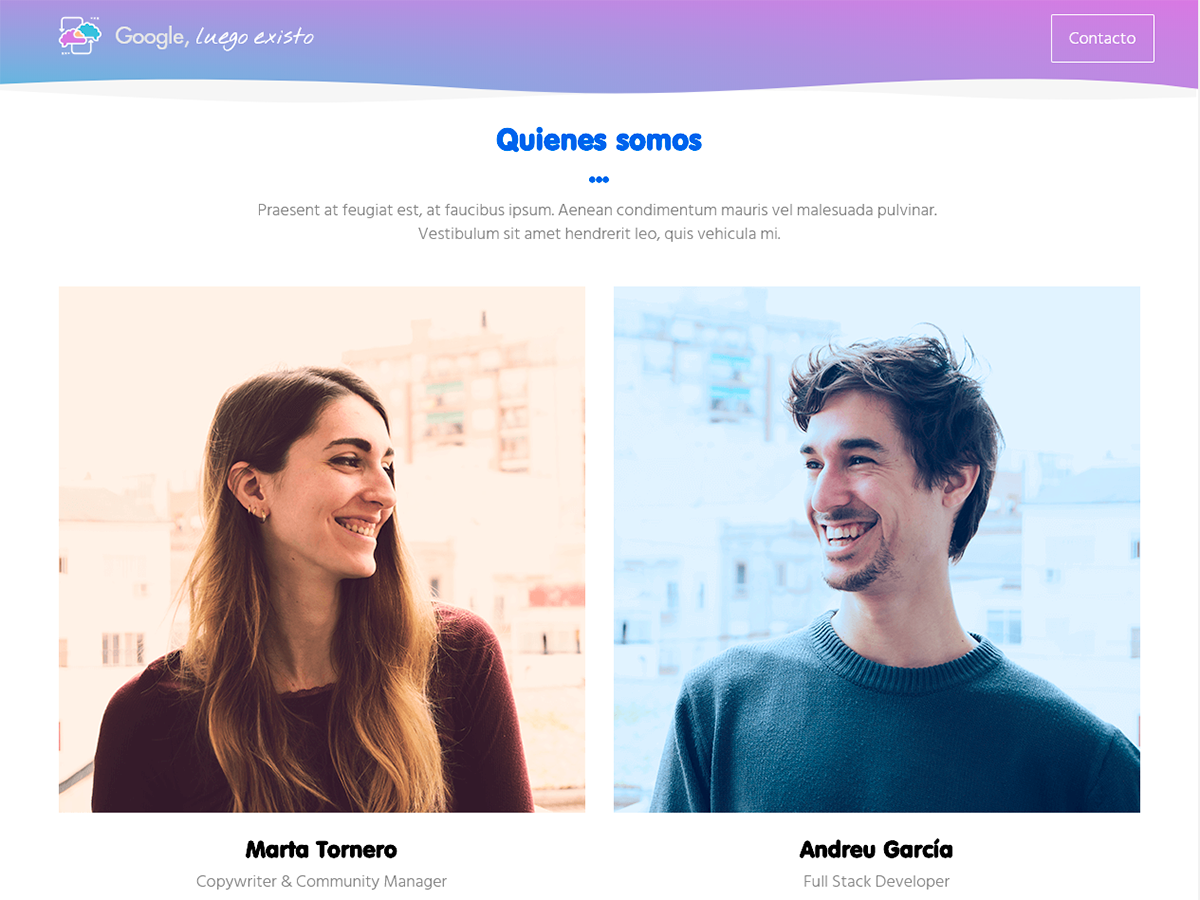 Google, luego existo
Contacto
Quienes somos
Praesent at feugiat est, at faucibus ipsum. Aenean condimentum mauris vel malesuada pulvinar.
Vestibulum sit amet hendrerit leo, quis vehicula mi.
Marta Tornero
Andreu García
Copywriter & Community Manager
Full Stack Developer